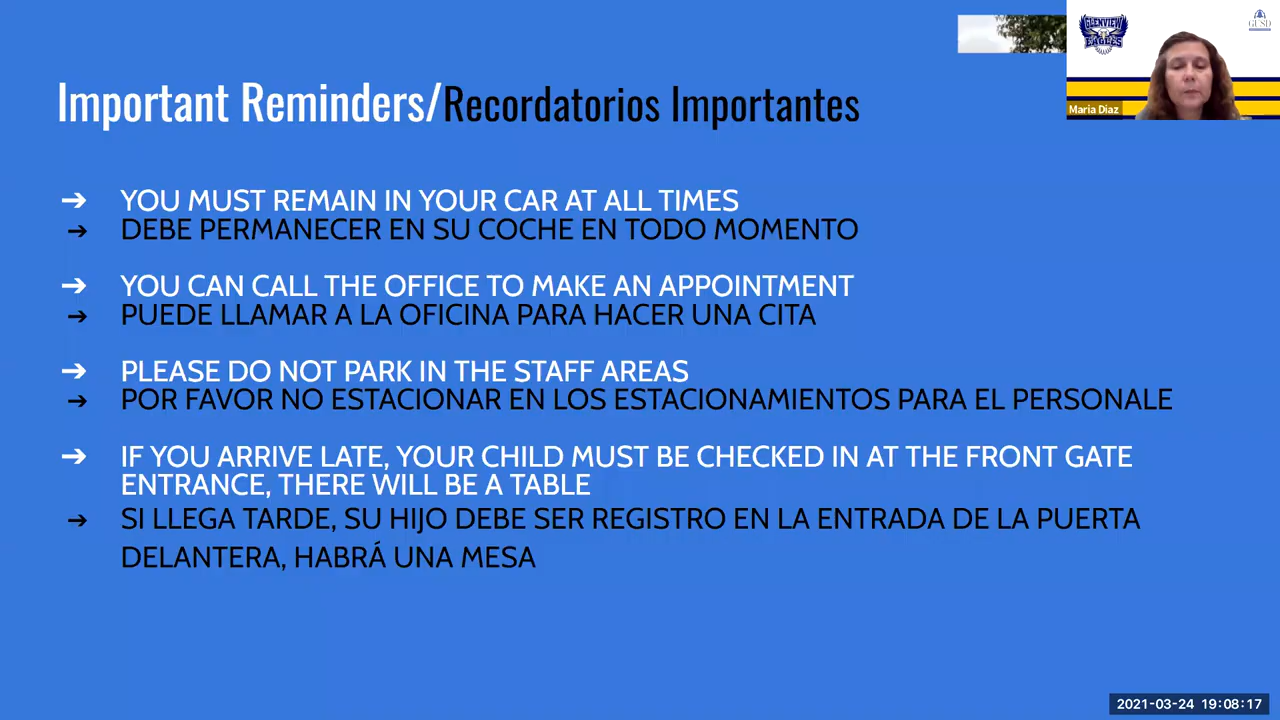 GLENVIEW
EAGLES
GUSD
Maria Diaz
Important Reminders/Recordatorios Importantes
➔ YOU MUST REMAIN IN YOUR CAR AT ALL TIMES
➔ DEBE PERMANECER EN SU COCHE EN TODO MOMENTO
➔ YOU CAN CALL THE OFFICE TO MAKE AN APPOINTMENT
➔ PUEDE LLAMAR A LA OFICINA PARA HACER UNA CITA
➔ PLEASE DO NOT PARK IN THE STAFF AREAS
➔ POR FAVOR NO ESTACIONAR EN LOS ESTACIONAMIENTOS PARA EL PERSONALE
➔ IF YOU ARRIVE LATE, YOUR CHILD MUST BE CHECKED IN AT THE FRONT GATE
ENTRANCE, THERE WILL BE A TABLE
➔ SI LLEGA TARDE, SU HIJO DEBE SER REGISTRO EN LA ENTRADA DE LA PUERTA
DELANTERA, HABRÁ UNA MESA
2021-03-24 19:08:17